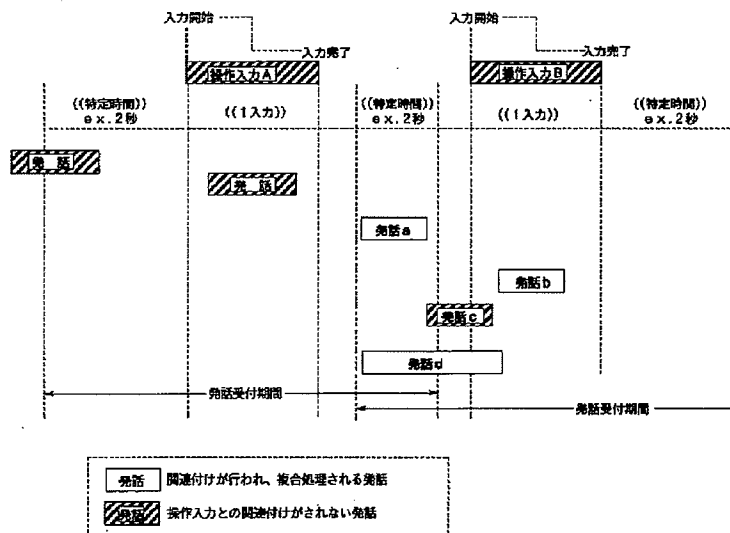 入力開始
入力開始
入力完了
入力完了
操作入力A
操作入力B
((特定時間))
ex.2秒
((1入力))
((特定時間))
ex.2秒
((1入力))
((特定時間))
ex.2秒
発話
発話
発話a
発話b
発話c
発話d
発話受付期間
発話受付期間
発話 関連付けが行われ、複合処理される発話
発話 操作入力との関連付けがされない発話